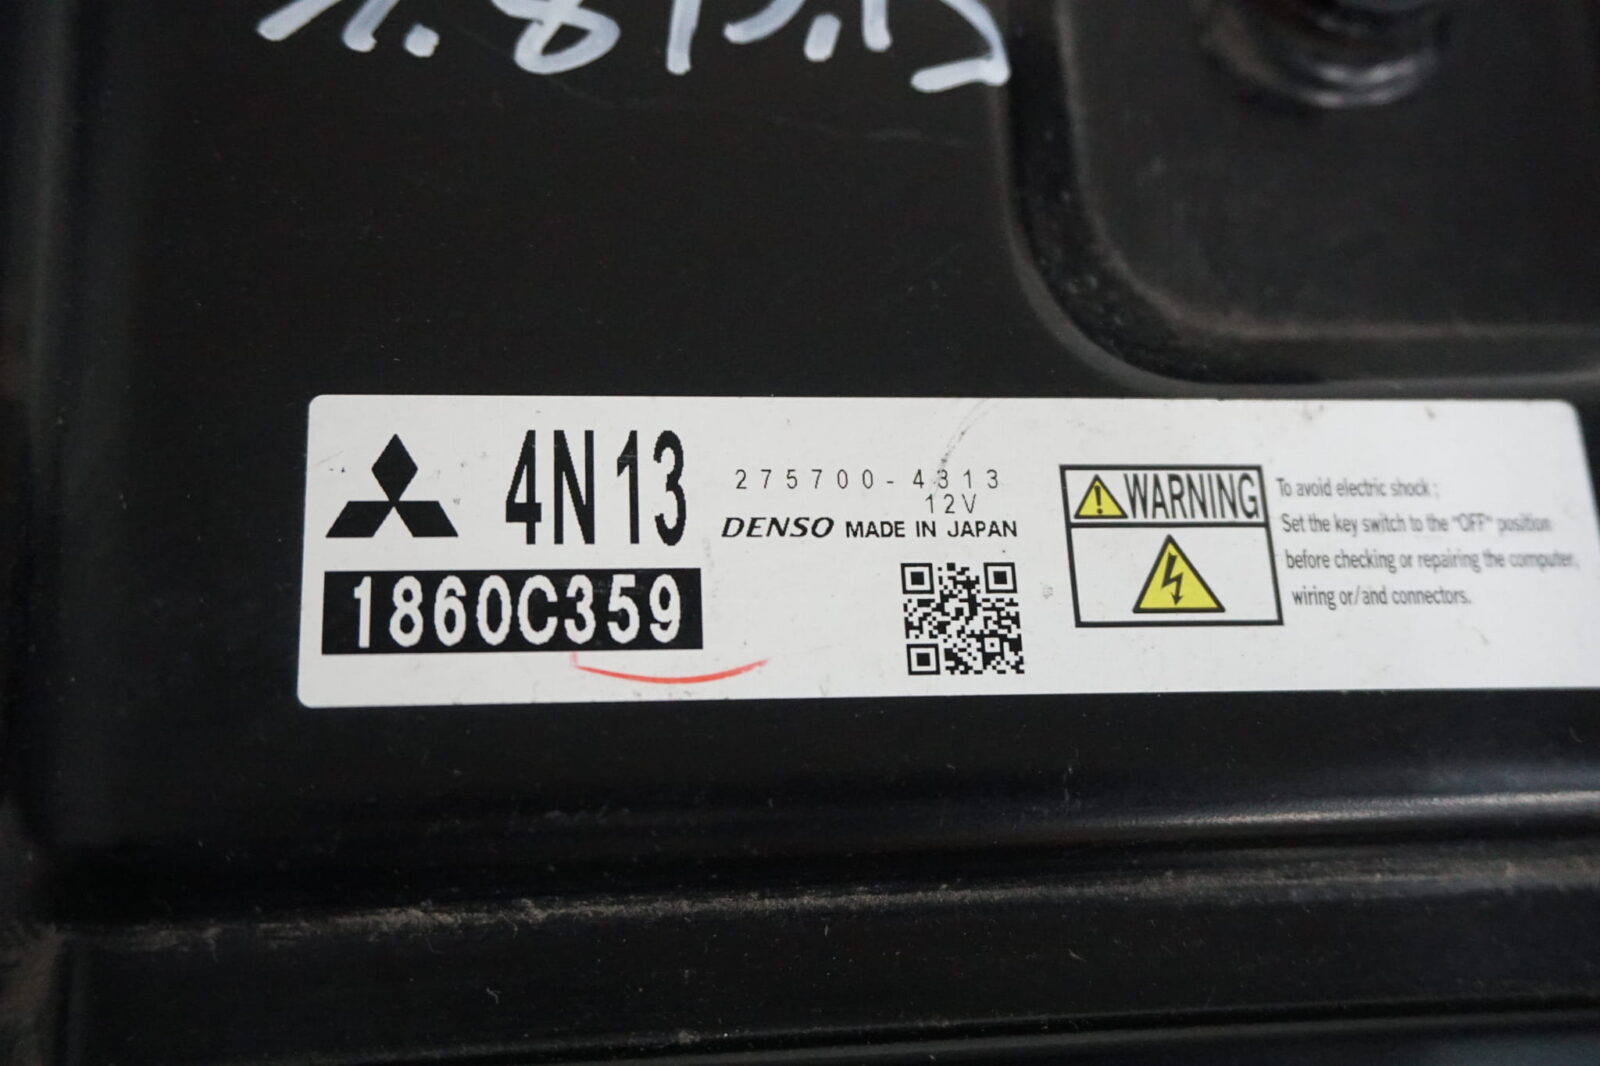 4N13
1860C359
275700-4313
12V
DENSO MADE IN JAPAN
WARNING
To avoid electric shock ;
Set the key switch to the "OFF" position
before checking or repairing the computer,
wiring or/and connectors.